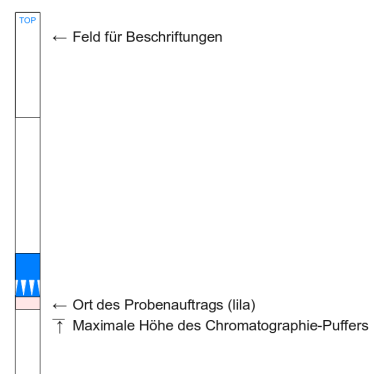 TOP
← Feld für Beschriftungen
← Ort des Probenauftrags (lila)
↑ Maximale Höhe des Chromatographie-Puffers